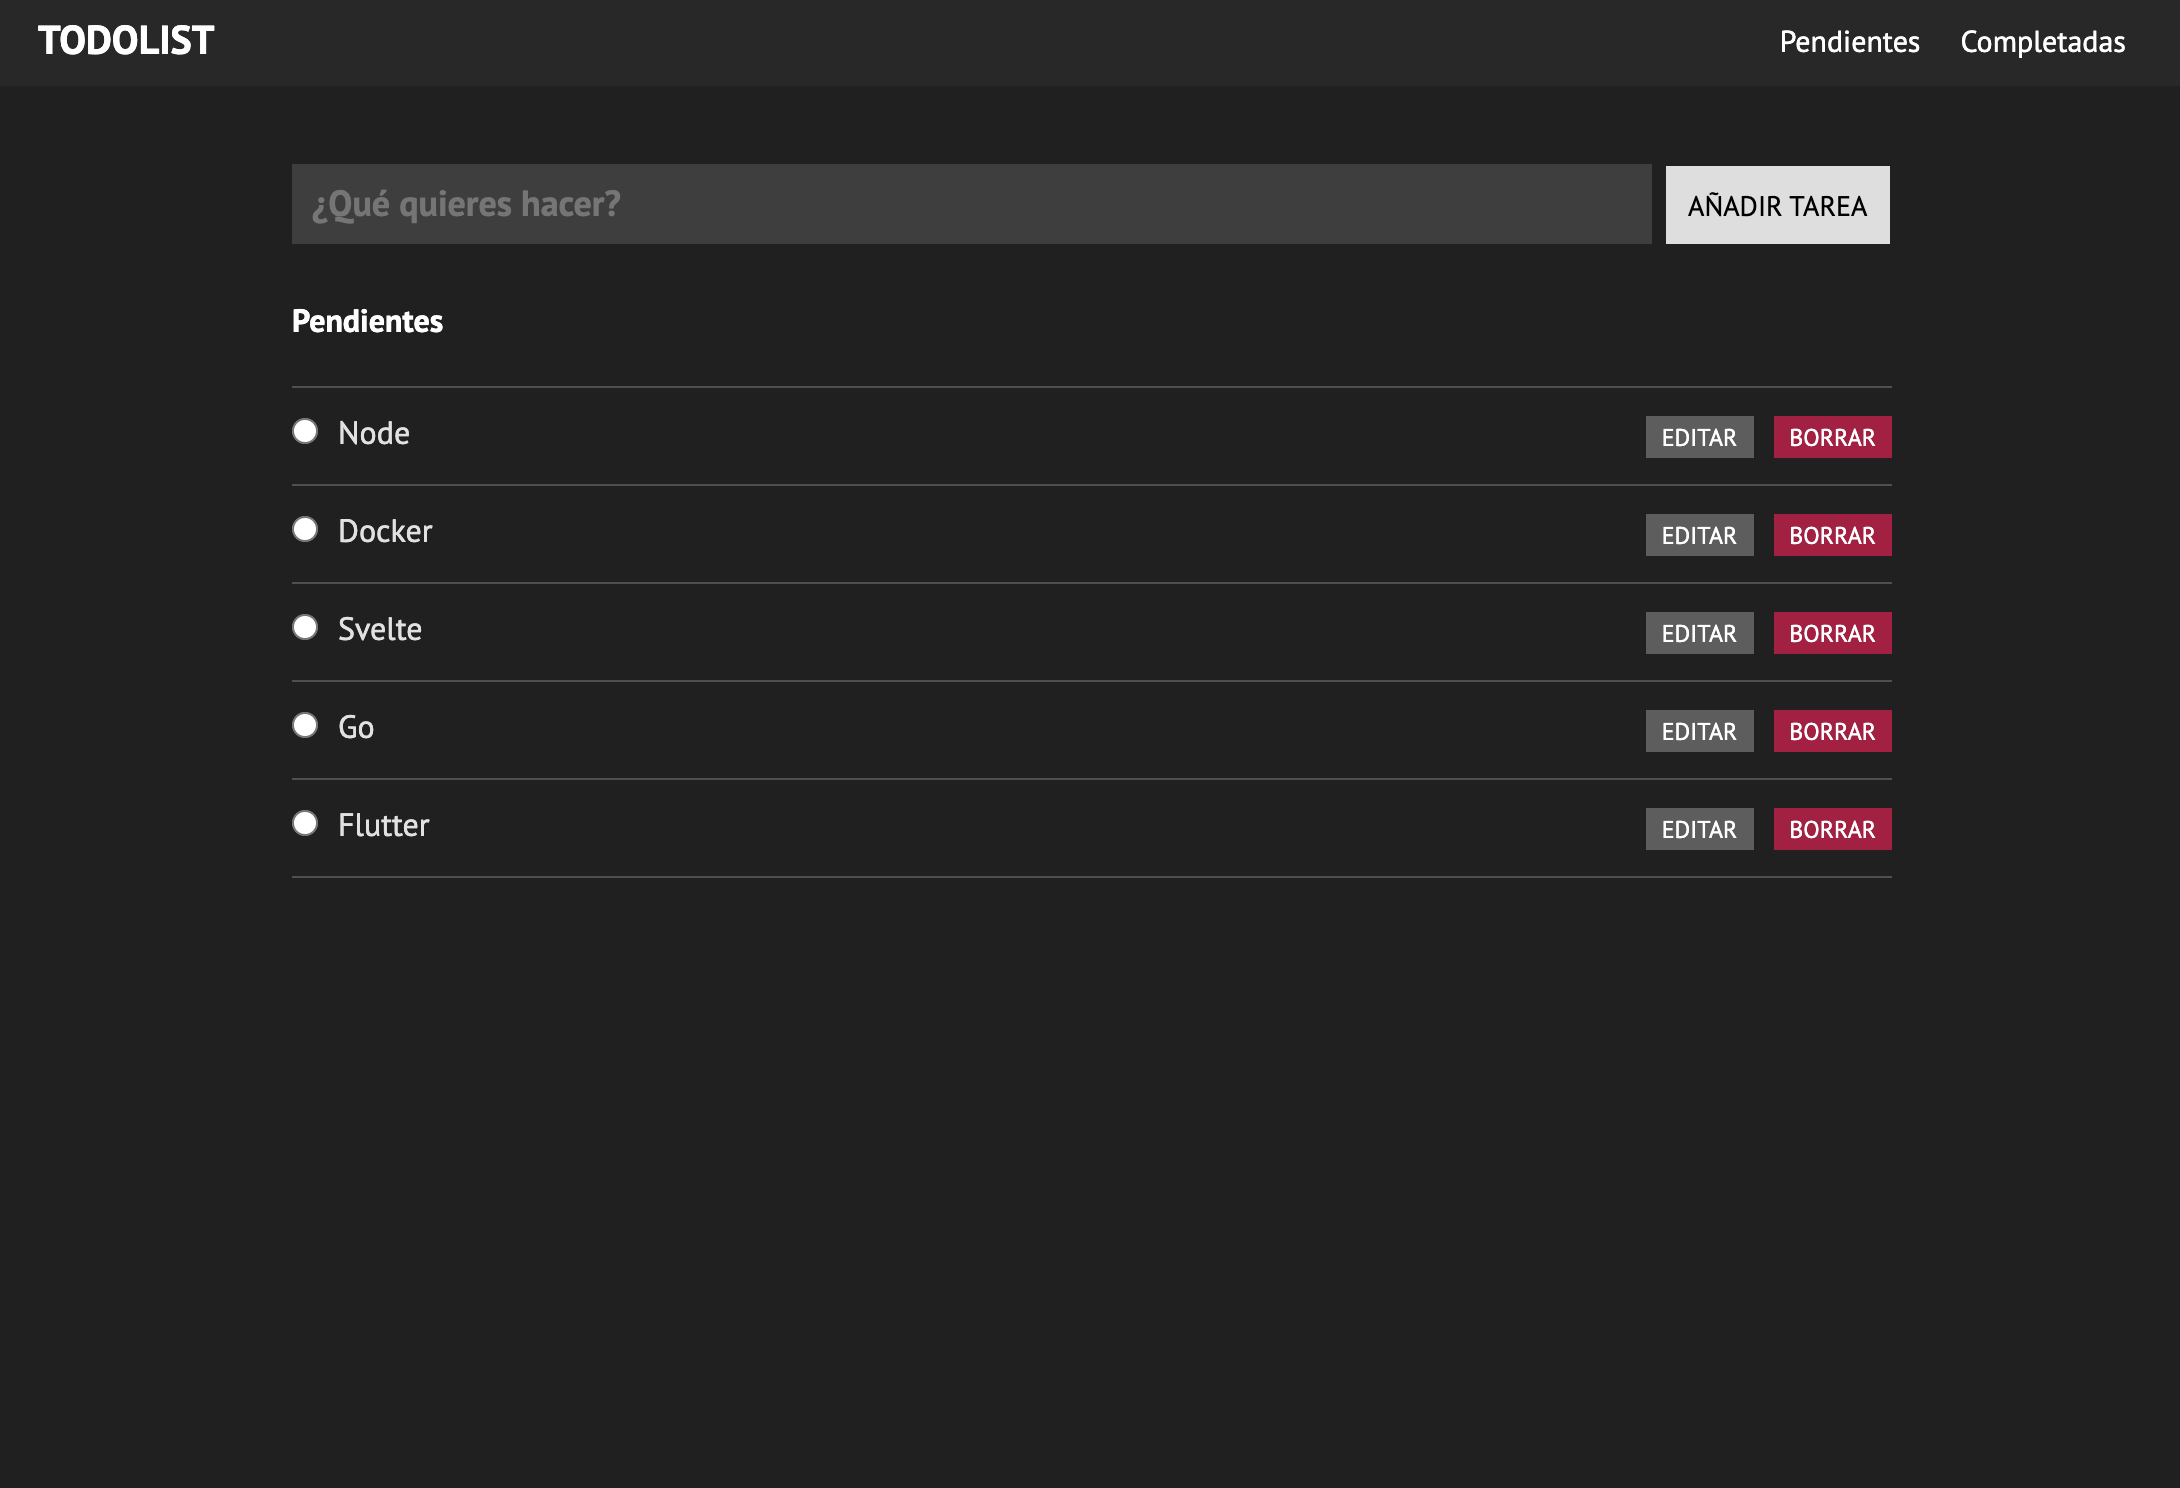 TODOLIST Pendientes Completadas
¿Qué quieres hacer? AÑADIR TAREA
Pendientes
Node EDITAR BORRAR
Docker EDITAR BORRAR
Svelte EDITAR BORRAR
Go EDITAR BORRAR
Flutter EDITAR BORRAR